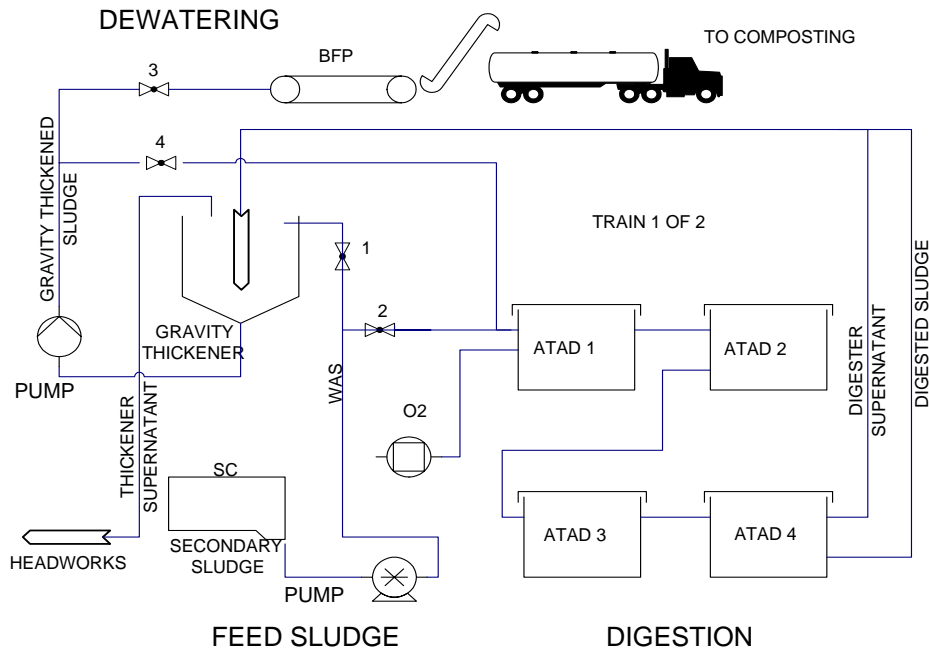 DEWATERING
BFP
TO COMPOSTING
3
4
GRAVITY THICKENED
SLUDGE
1
TRAIN 1 OF 2
2
GRAVITY
THICKENER
ATAD 1
ATAD 2
PUMP
WAS
O2
DIGESTER
SUPERNATANT
DIGESTED SLUDGE
THICKENER
SUPERNATANT
SC
SECONDARY
SLUDGE
HEADWORKS
ATAD 3
ATAD 4
PUMP
FEED SLUDGE
DIGESTION